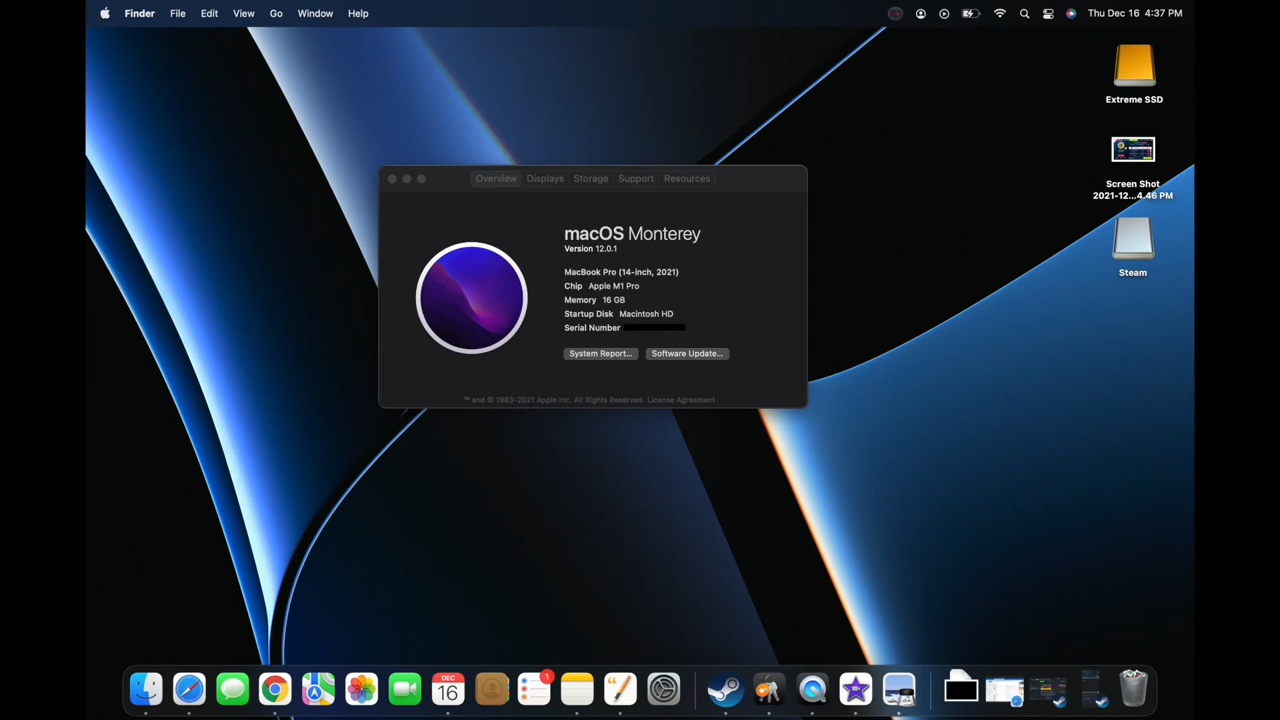 Finder File Edit View Go Window Help Thu Dec 16 4:37 PM
Extreme SSD
Screen Shot
2021-12...4.46 PM
Steam
Overview Displays Storage Support Resources
macOS Monterey
Version 12.0.1
MacBook Pro (14-inch, 2021)
Chip Apple M1 Pro
Memory 16 GB
Startup Disk Macintosh HD
Serial Number
System Report... Software Update...
™ and © 1983-2021 Apple Inc. All Rights Reserved. License Agreement
DEC
16
1